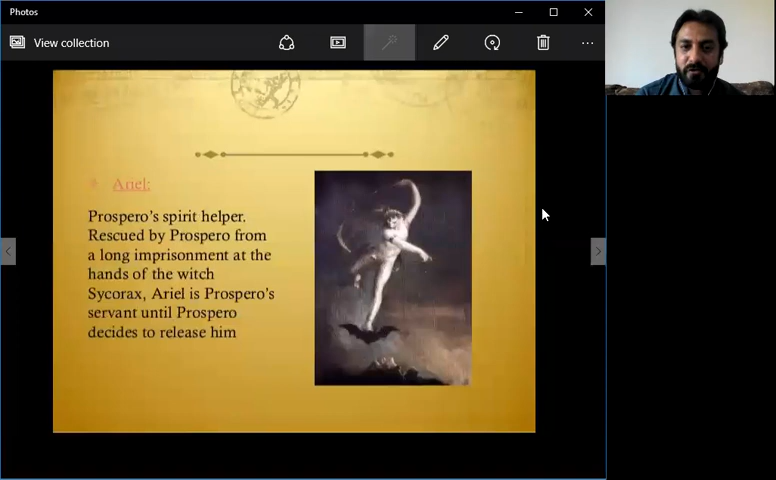 Photos
View collection
Ariel:
Prospero's spirit helper.
Rescued by Prospero from
a long imprisonment at the
hands of the witch
Sycorax, Ariel is Prospero's
servant until Prospero
decides to release him